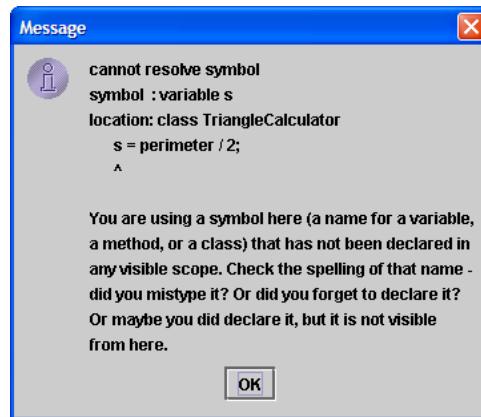 Message
cannot resolve symbol
symbol : variable s
location: class TriangleCalculator
s = perimeter / 2;
^
You are using a symbol here (a name for a variable,
a method, or a class) that has not been declared in
any visible scope. Check the spelling of that name -
did you mistype it? Or did you forget to declare it?
Or maybe you did declare it, but it is not visible
from here.
OK